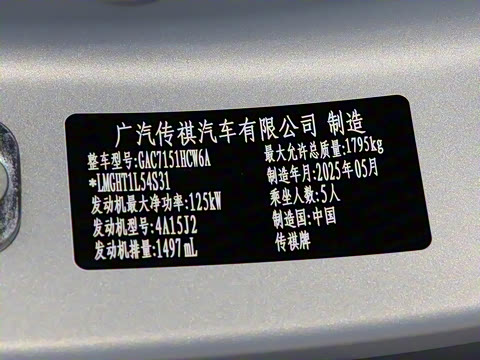 广汽传祺汽车有限公司 制造
整车型号:GAC7151HCW6A
*LMGHT1L54S31
发动机最大净功率:125kW
发动机型号:4A15J2
发动机排量:1497mL
最大允许总质量:1795kg
制造年月:2025年05月
乘坐人数:5人
制造国:中国
传祺牌